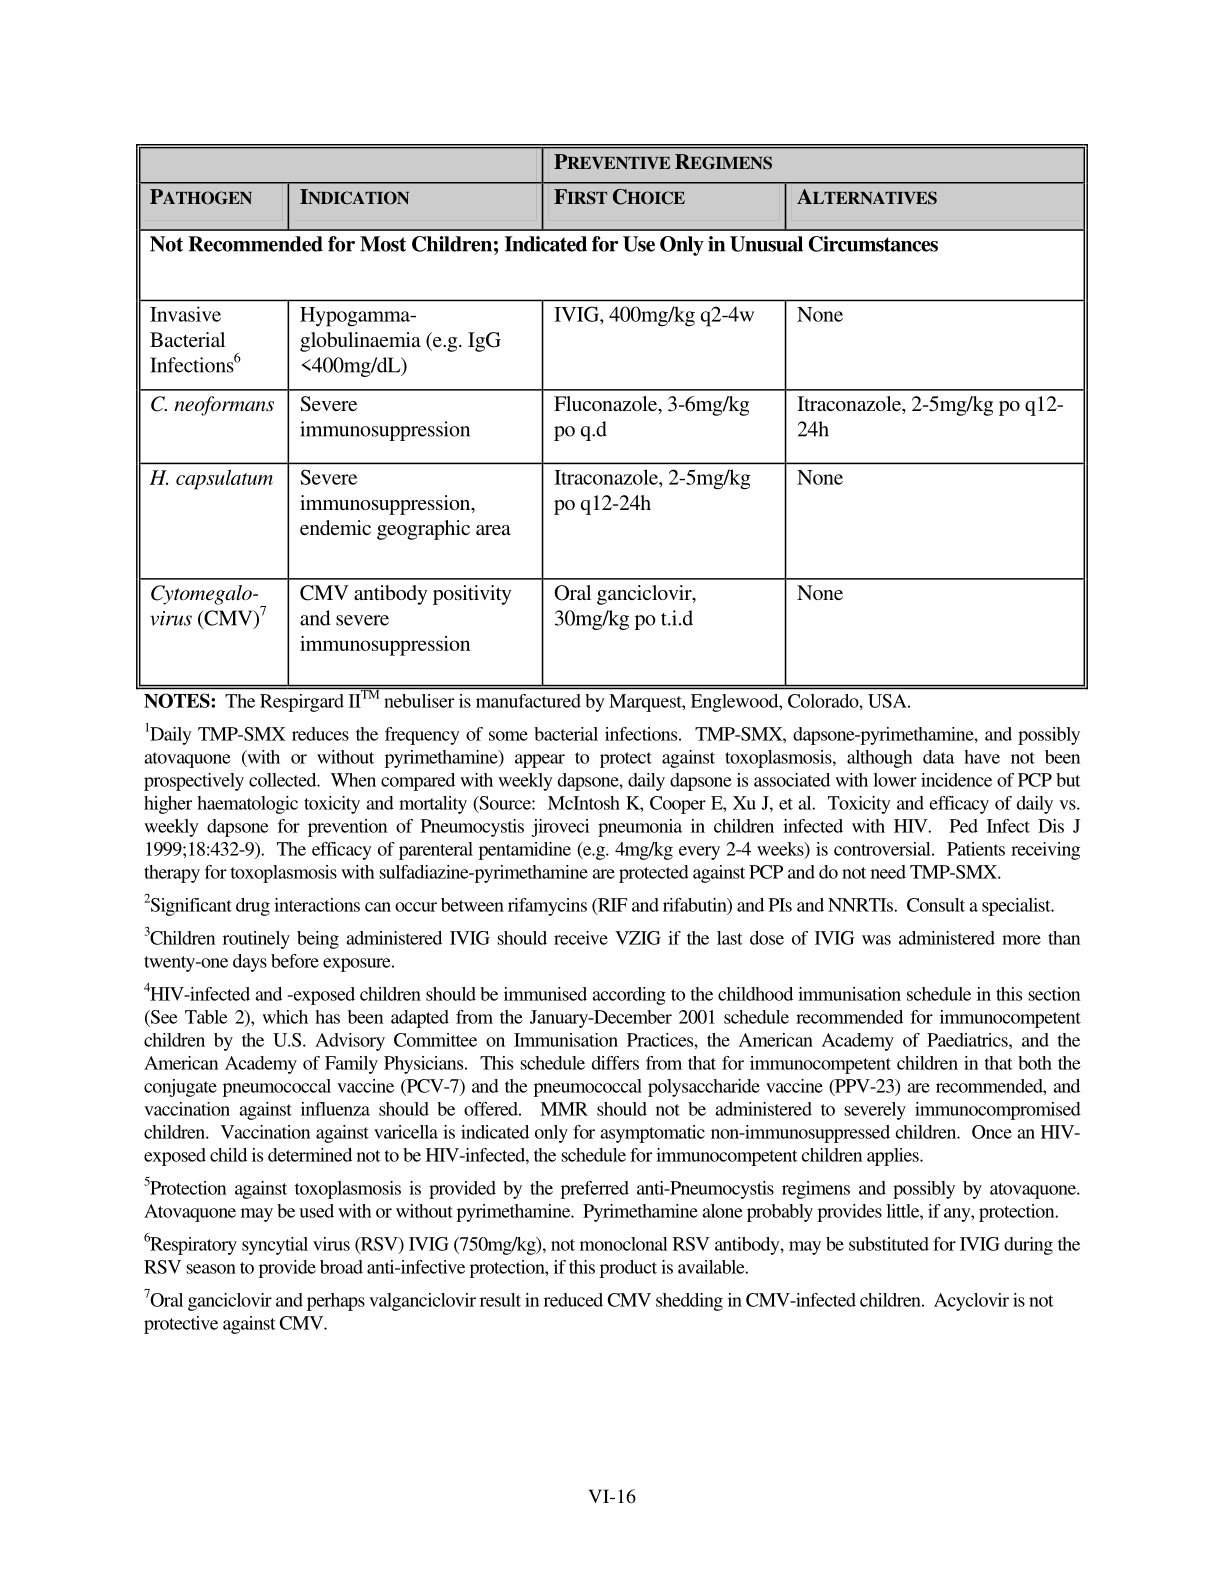 PREVENTIVE REGIMENS
PATHOGEN INDICATION FIRST CHOICE ALTERNATIVES
Not Recommended for Most Children; Indicated for Use Only in Unusual Circumstances
Invasive Bacterial Infections6 Hypogamma-globulinaemia (e.g. IgG <400mg/dL) IVIG, 400mg/kg q2-4w None
C. neoformans Severe immunosuppression Fluconazole, 3-6mg/kg po q.d Itraconazole, 2-5mg/kg po q12-24h
H. capsulatum Severe immunosuppression, endemic geographic area Itraconazole, 2-5mg/kg po q12-24h None
Cytomegalo-virus (CMV)7 CMV antibody positivity and severe immunosuppression Oral ganciclovir, 30mg/kg po t.i.d None
NOTES: The Respirgard IITM nebuliser is manufactured by Marquest, Englewood, Colorado, USA.
1Daily TMP-SMX reduces the frequency of some bacterial infections. TMP-SMX, dapsone-pyrimethamine, and possibly
atovaquone (with or without pyrimethamine) appear to protect against toxoplasmosis, although data have not been
prospectively collected. When compared with weekly dapsone, daily dapsone is associated with lower incidence of PCP but
higher haematologic toxicity and mortality (Source: McIntosh K, Cooper E, Xu J, et al. Toxicity and efficacy of daily vs.
weekly dapsone for prevention of Pneumocystis jiroveci pneumonia in children infected with HIV. Ped Infect Dis J
1999;18:432-9). The efficacy of parenteral pentamidine (e.g. 4mg/kg every 2-4 weeks) is controversial. Patients receiving
therapy for toxoplasmosis with sulfadiazine-pyrimethamine are protected against PCP and do not need TMP-SMX.
2Significant drug interactions can occur between rifamycins (RIF and rifabutin) and PIs and NNRTIs. Consult a specialist.
3Children routinely being administered IVIG should receive VZIG if the last dose of IVIG was administered more than
twenty-one days before exposure.
4HIV-infected and -exposed children should be immunised according to the childhood immunisation schedule in this section
(See Table 2), which has been adapted from the January-December 2001 schedule recommended for immunocompetent
children by the U.S. Advisory Committee on Immunisation Practices, the American Academy of Paediatrics, and the
American Academy of Family Physicians. This schedule differs from that for immunocompetent children in that both the
conjugate pneumococcal vaccine (PCV-7) and the pneumococcal polysaccharide vaccine (PPV-23) are recommended, and
vaccination against influenza should be offered. MMR should not be administered to severely immunocompromised
children. Vaccination against varicella is indicated only for asymptomatic non-immunosuppressed children. Once an HIV-
exposed child is determined not to be HIV-infected, the schedule for immunocompetent children applies.
5Protection against toxoplasmosis is provided by the preferred anti-Pneumocystis regimens and possibly by atovaquone.
Atovaquone may be used with or without pyrimethamine. Pyrimethamine alone probably provides little, if any, protection.
6Respiratory syncytial virus (RSV) IVIG (750mg/kg), not monoclonal RSV antibody, may be substituted for IVIG during the
RSV season to provide broad anti-infective protection, if this product is available.
7Oral ganciclovir and perhaps valganciclovir result in reduced CMV shedding in CMV-infected children. Acyclovir is not
protective against CMV.
VI-16